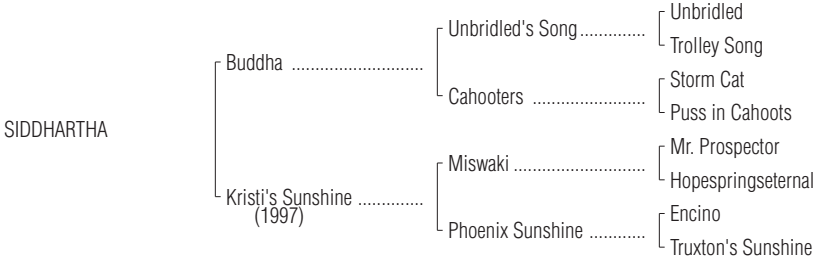 Unbridled
Unbridled's Song..............
Trolley Song
Buddha ............................
Storm Cat
Cahooters ........................
Puss in Cahoots
SIDDHARTHA
Mr. Prospector
Miswaki ............................
Hopespringseternal
Kristi's Sunshine ..............
(1997)
Encino
Phoenix Sunshine ............
Truxton's Sunshine